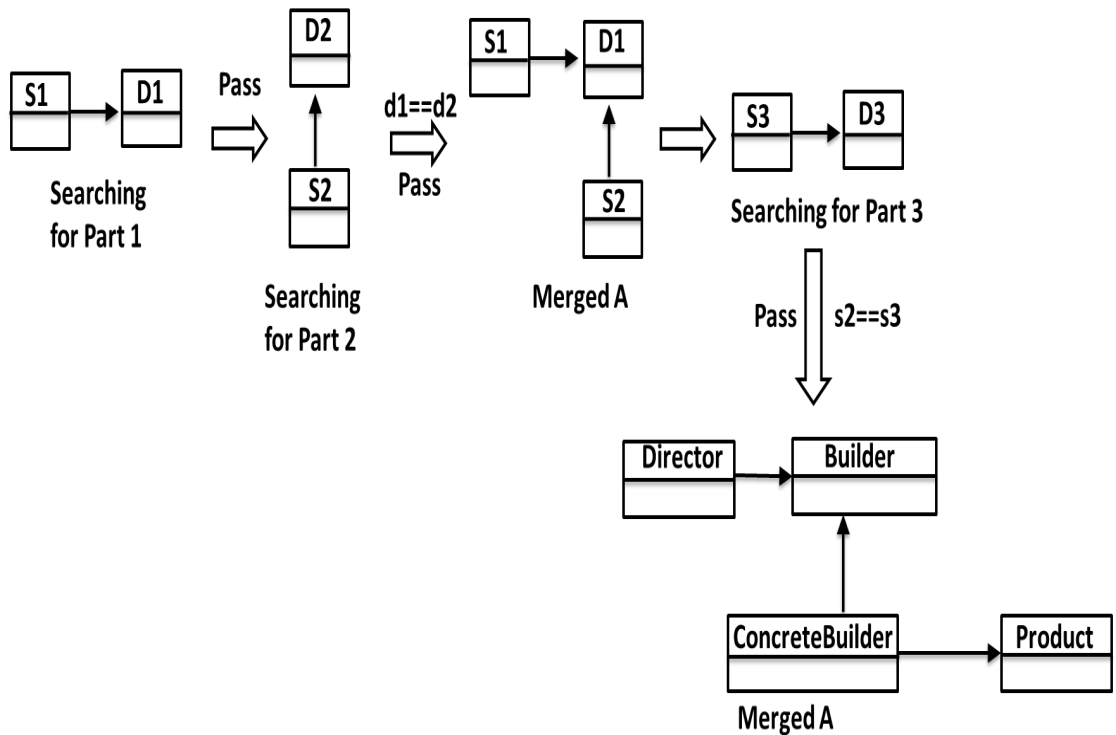 S1
D1
Searching
for Part 1
Pass
D2
S2
Searching
for Part 2
d1==d2
Pass
S1
D1
S2
Merged A
S3
D3
Searching for Part 3
Pass
s2==s3
Director
Builder
ConcreteBuilder
Product
Merged A